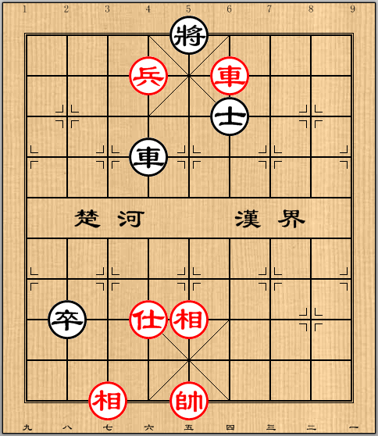 1 2 3 4 5 6 7 8 9
將
兵 車
士
車
楚河 漢界
卒 仕 相
相 帥
九 八 七 六 五 四 三 二 一